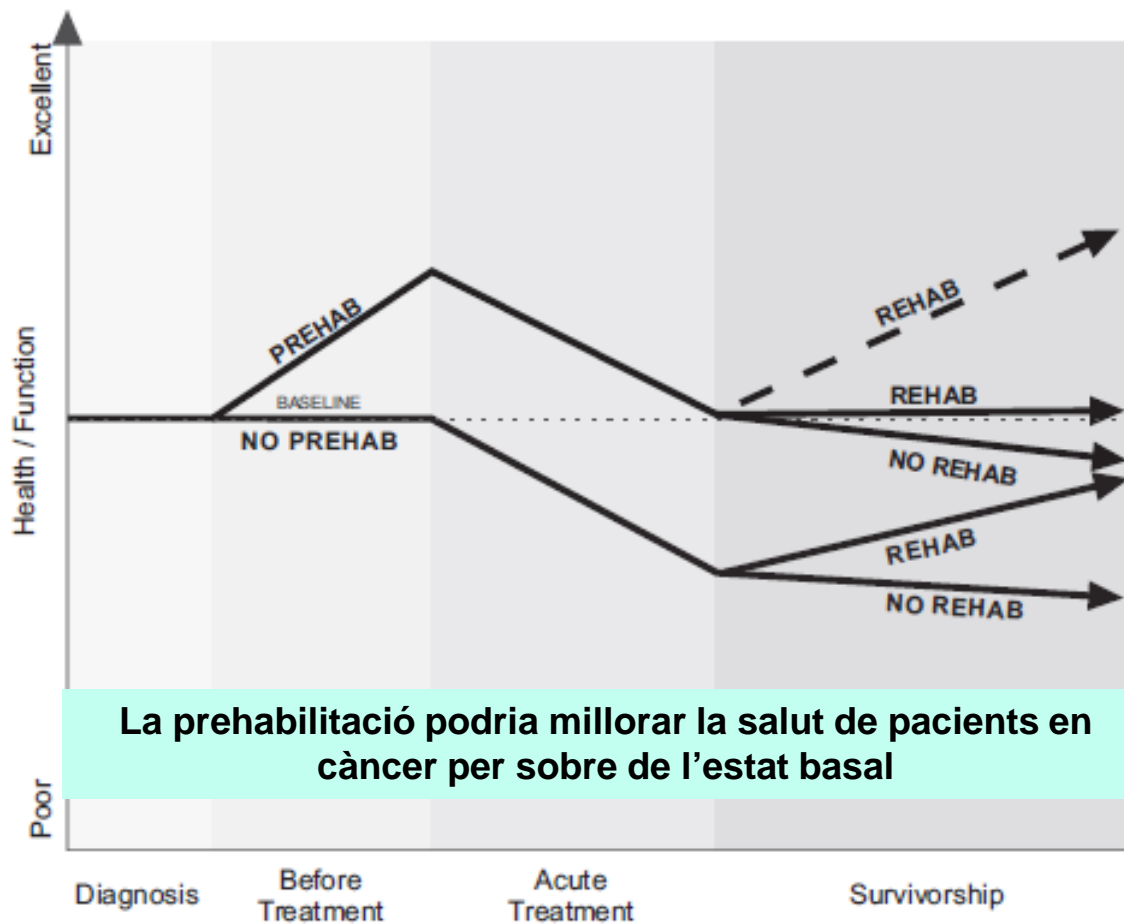 Excellent
Health / Function
Poor
PREHAB
BASELINE
NO PREHAB
REHAB
REHAB
NO REHAB
REHAB
NO REHAB
La prehabilitació podria millorar la salut de pacients en
càncer per sobre de l'estat basal
Diagnosis
Before
Treatment
Acute
Treatment
Survivorship